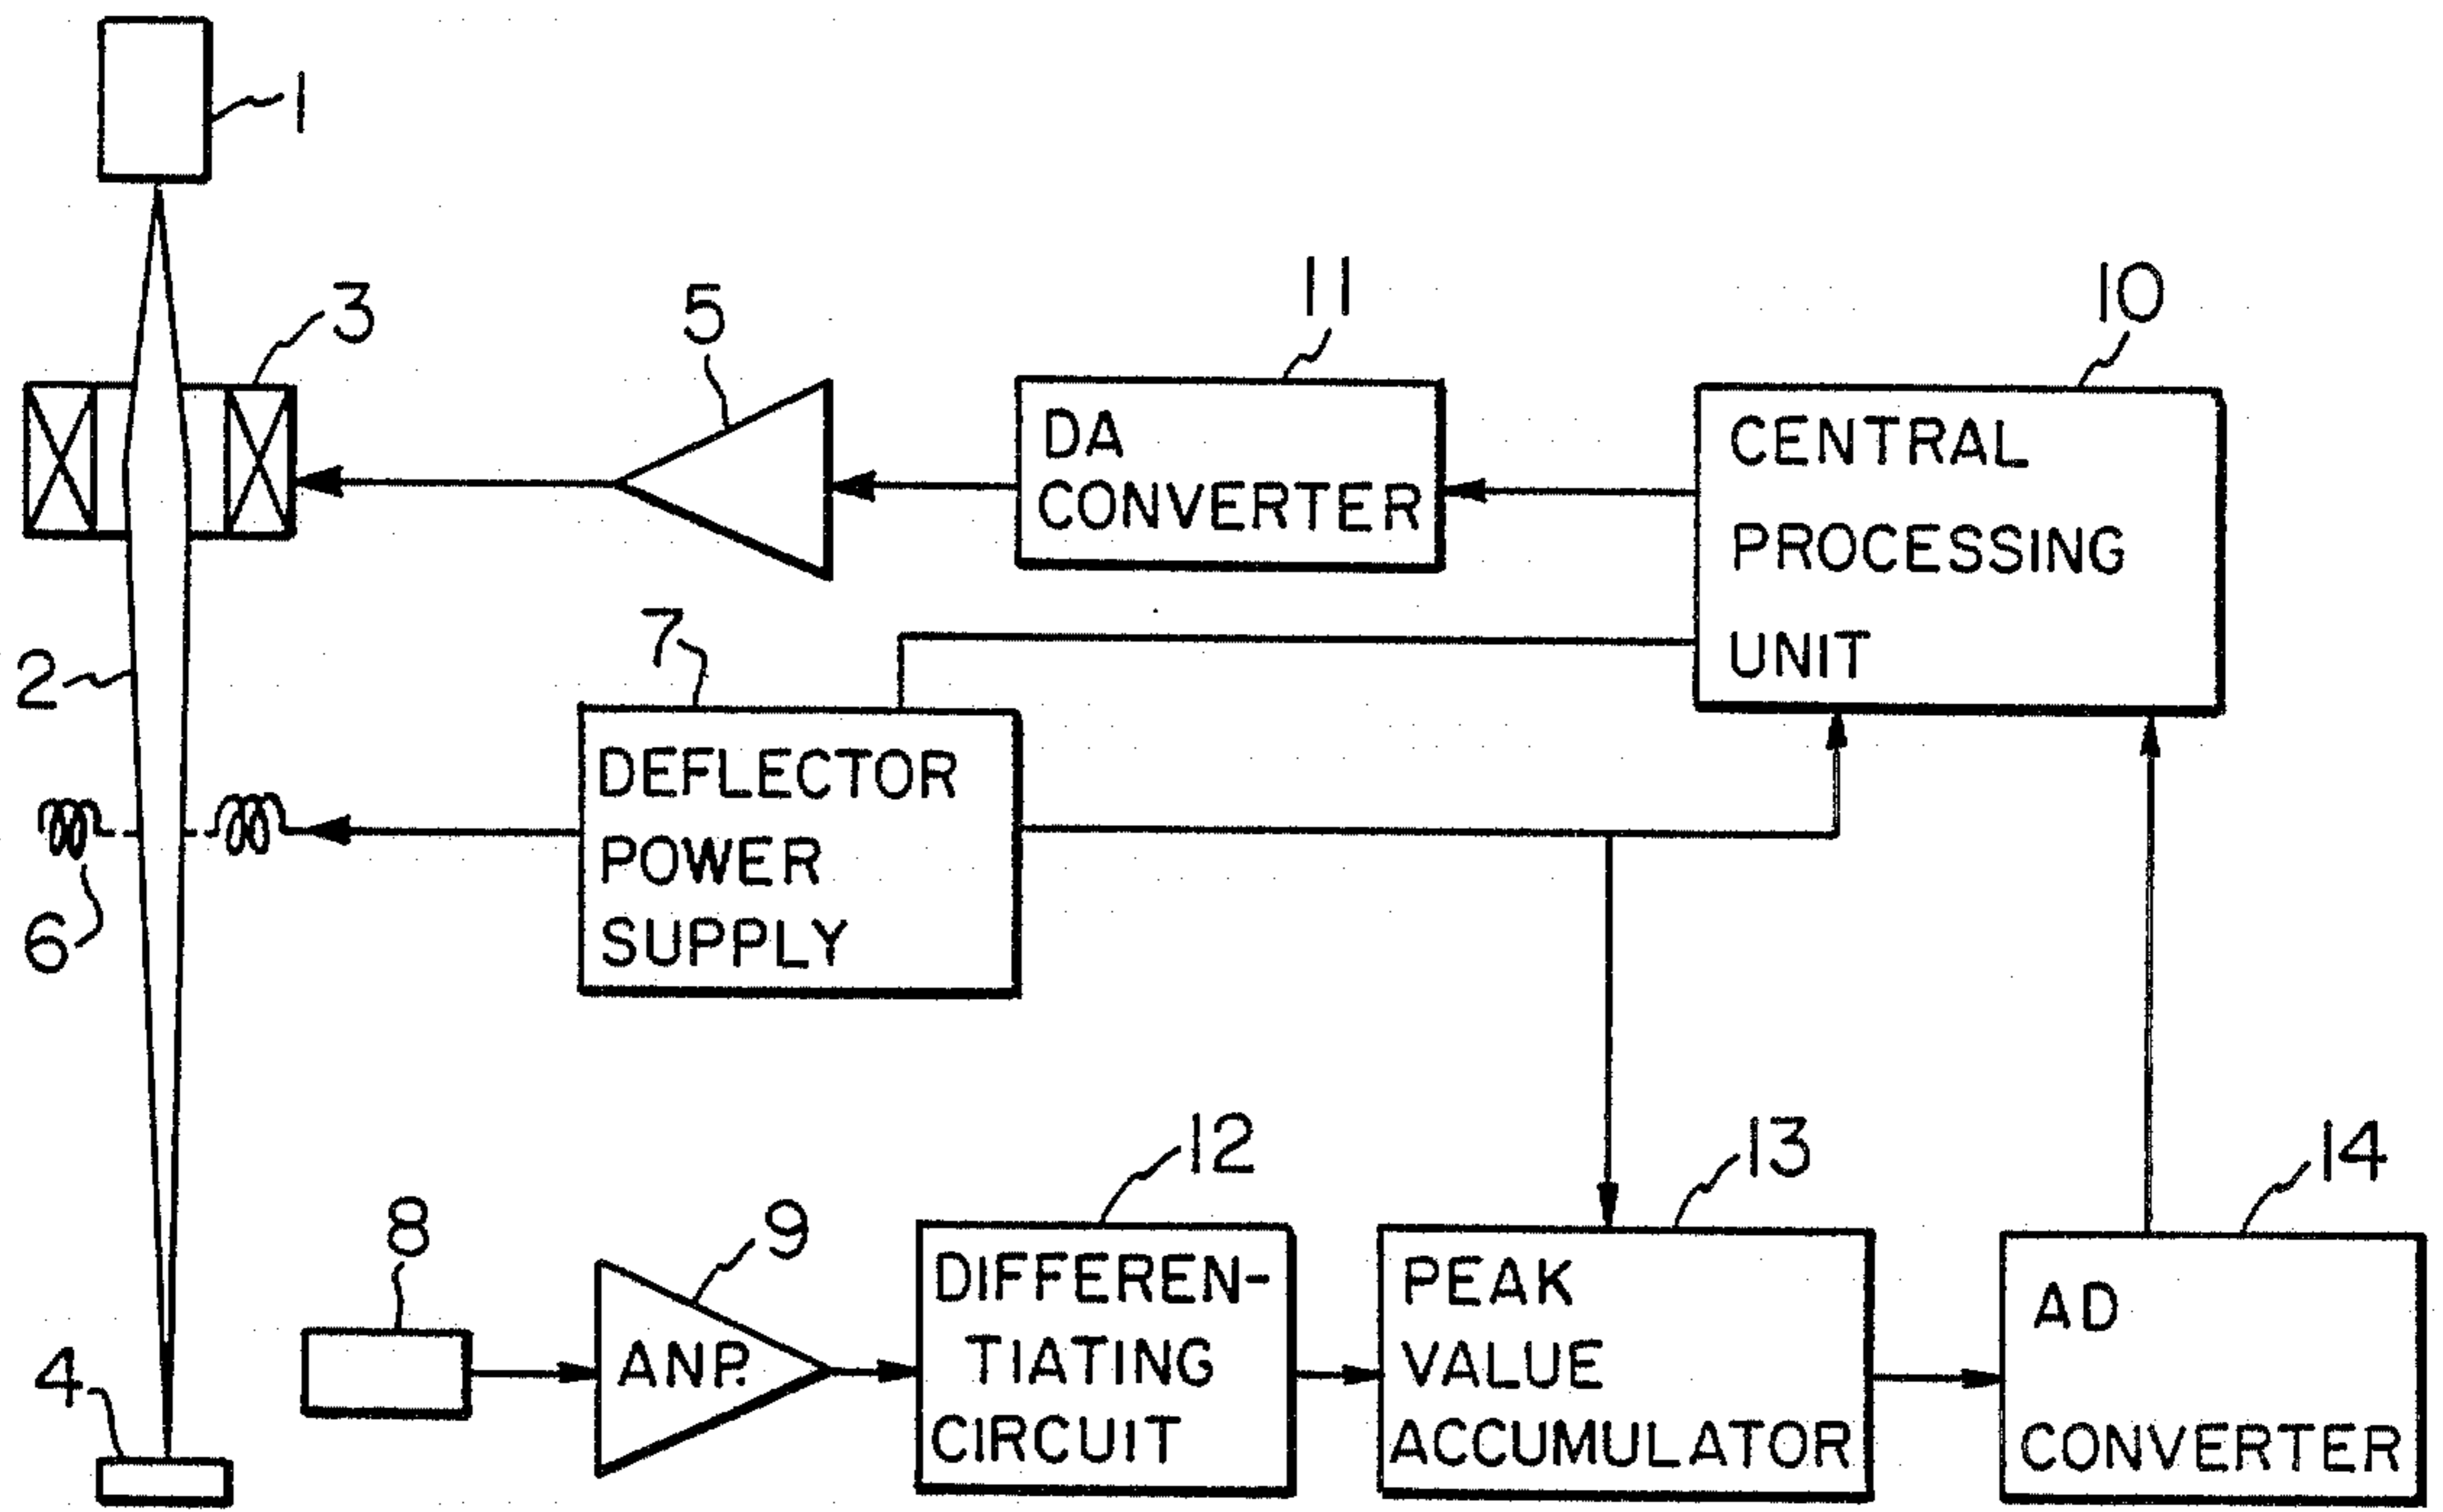 1
3
5
11
10
DA
CONVERTER
CENTRAL
PROCESSING
UNIT
2
7
DEFLECTOR
POWER
SUPPLY
6
8
9
12
13
14
4
ANP.
DIFFEREN-
TIATING
CIRCUIT
PEAK
VALUE
ACCUMULATOR
AD
CONVERTER